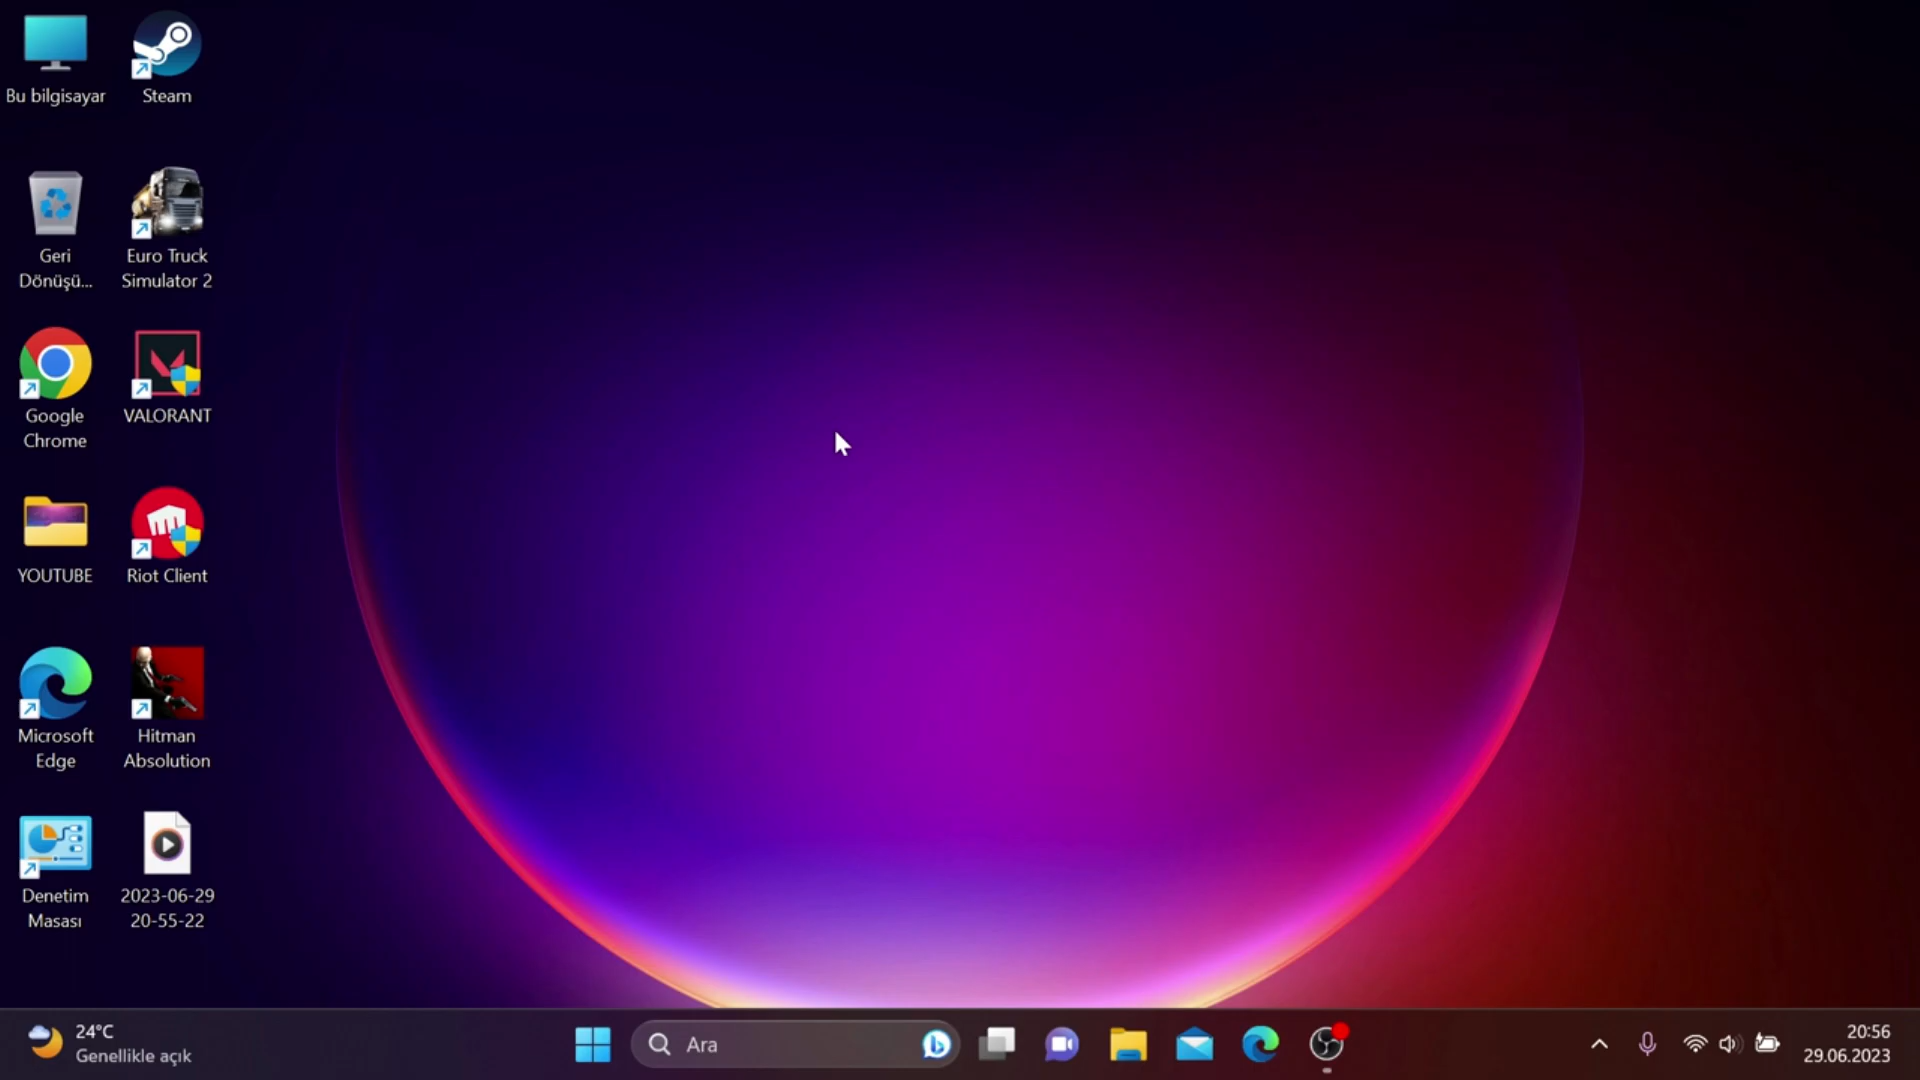 Bu bilgisayar
Steam
Geri
Dönüşü...
Euro Truck
Simulator 2
Google
Chrome
VALORANT
YOUTUBE
Riot Client
Microsoft
Edge
Hitman
Absolution
Denetim
Masası
2023-06-29
20-55-22
24°C
Genellikle açık
Ara
20:56
29.06.2023